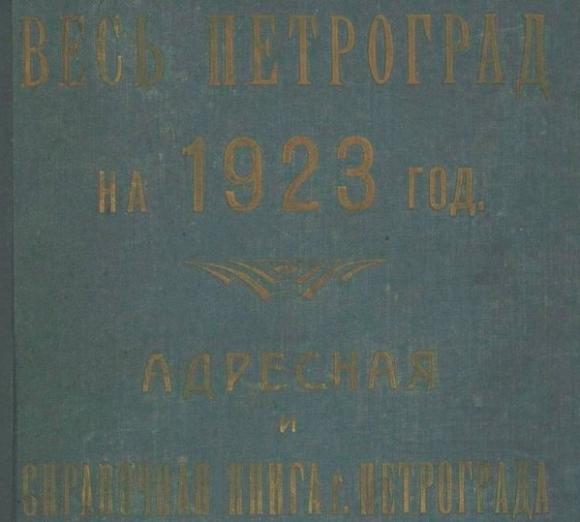 ВЕСЬ ПЕТРОГРАД
НА 1923 ГОД.
АДРЕСНАЯ
и
СПРАВОЧНАЯ КНИГА г. ПЕТРОГРАДА